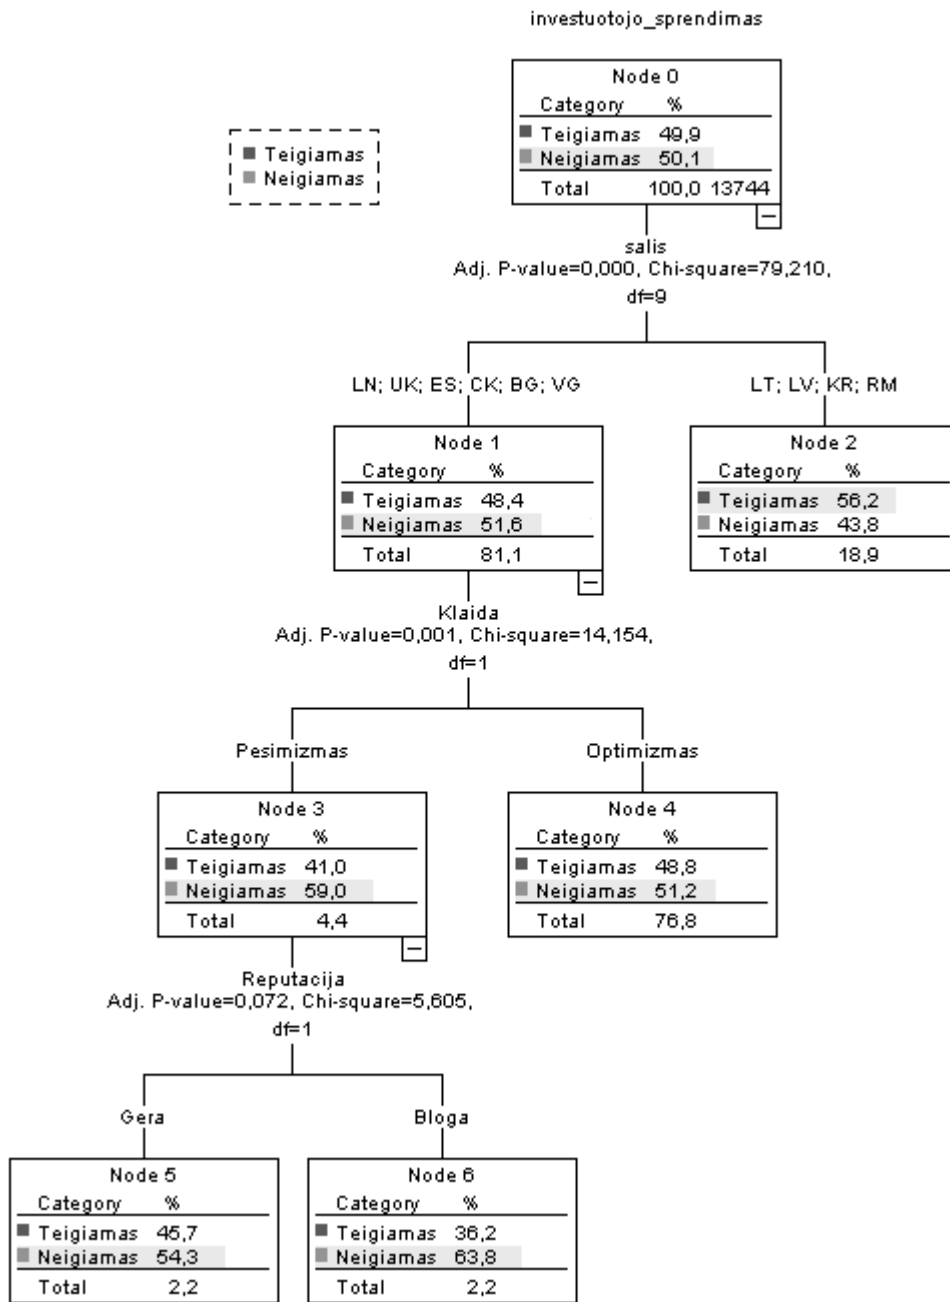 investuotojo_sprendimas
Node 0
Category %
Teigiamas 49,9
Neigiamas 50,1
Total 100,0 13744
Teigiamas
Neigiamas
salis
Adj. P-value=0,000, Chi-square=79,210,
df=9
LN; UK; ES; CK; BG; VG
LT; LV; KR; RM
Node 1
Category %
Teigiamas 48,4
Neigiamas 51,6
Total 81,1
Node 2
Category %
Teigiamas 56,2
Neigiamas 43,8
Total 18,9
Klaida
Adj. P-value=0,001, Chi-square=14,154,
df=1
Pesimizmas
Optimizmas
Node 3
Category %
Teigiamas 41,0
Neigiamas 59,0
Total 4,4
Node 4
Category %
Teigiamas 48,8
Neigiamas 51,2
Total 76,8
Reputacija
Adj. P-value=0,072, Chi-square=5,605,
df=1
Gera
Bloga
Node 5
Category %
Teigiamas 45,7
Neigiamas 54,3
Total 2,2
Node 6
Category %
Teigiamas 36,2
Neigiamas 63,8
Total 2,2